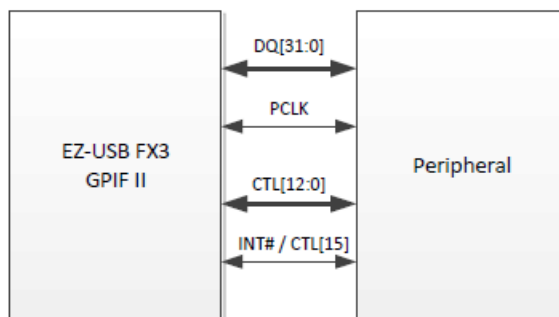 DQ[31:0]
PCLK
EZ-USB FX3
GPIF II
Peripheral
CTL[12:0]
INT# / CTL[15]